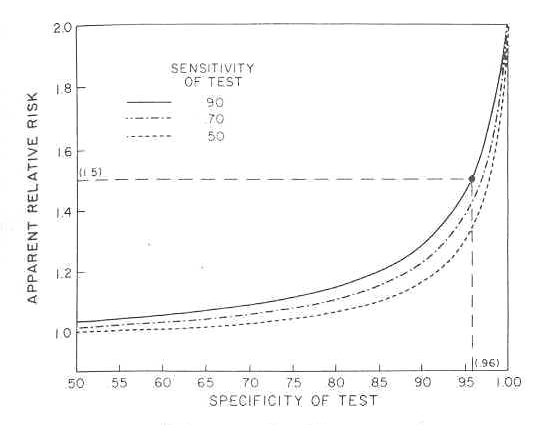 2.0
SENSITIVITY
OF TEST
90
.70
50
1.8
1.6
(1.5)
1.4
1.2
1.0
APPARENT RELATIVE RISK
(.96)
50 55 60 65 70 75 80 85 90 95 1.00
SPECIFICITY OF TEST